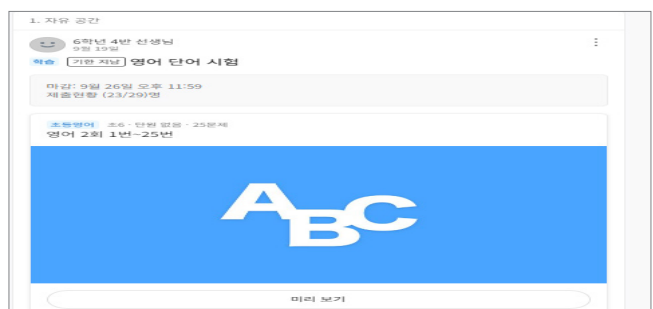 1. 자유 공간
6학년 4반 선생님
9월 19일
학습 기한 지남 영어 단어 시험
마감: 9월 26일 오후 11:59
제출현황 (23/29)명
초등영어 초6 · 단원 없음 · 25문제
영어 2회 1번~25번
ABC
미리 보기